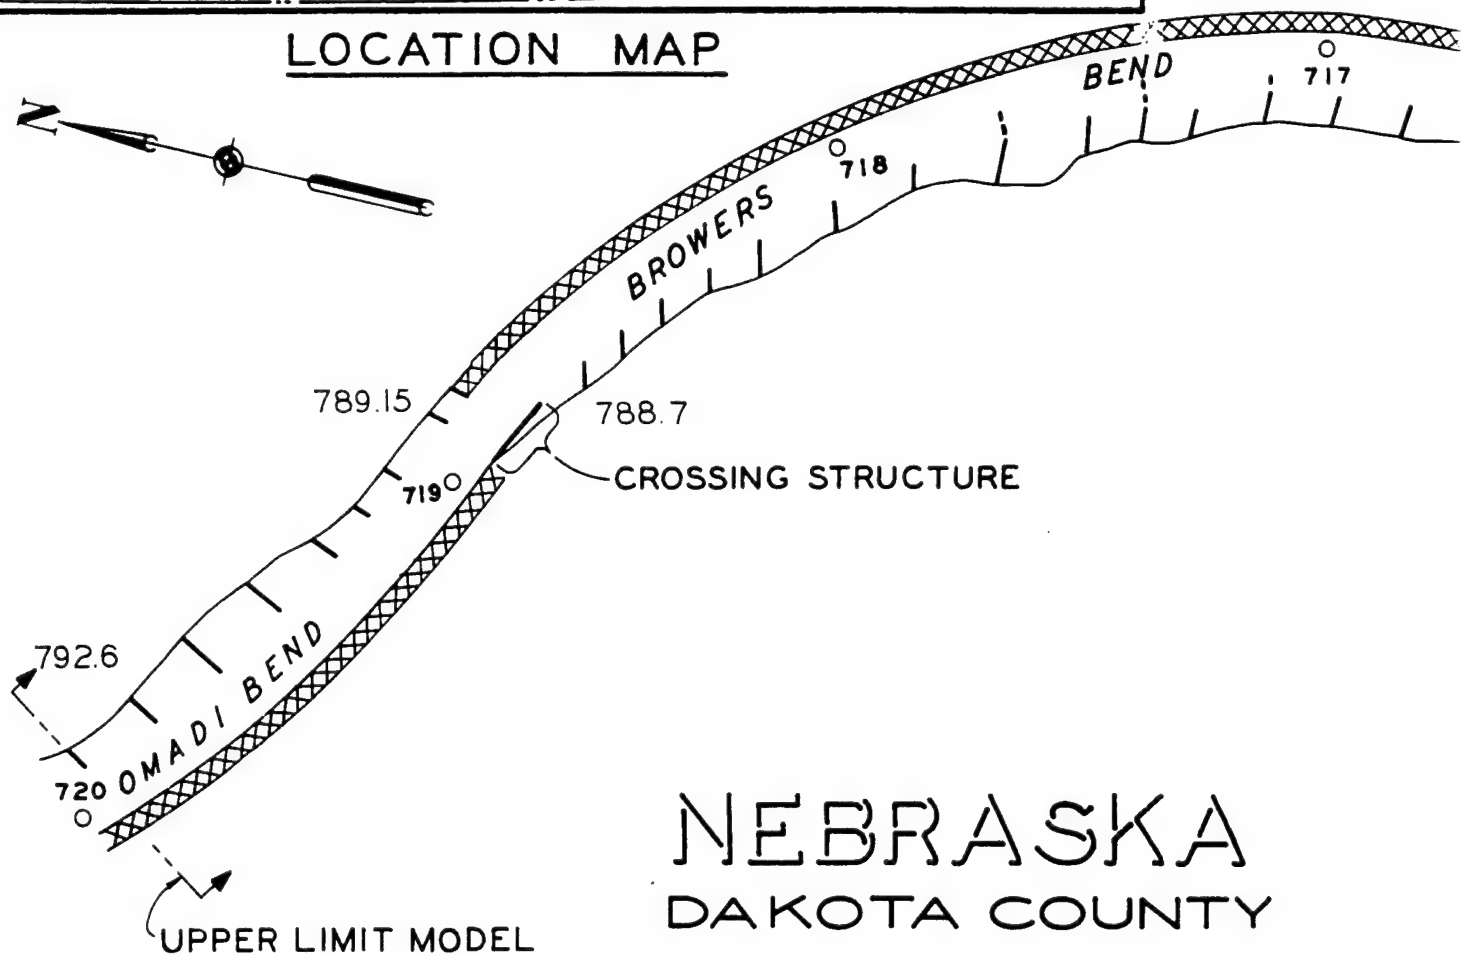 LOCATION MAP
N
BEND
717
718
BROWERS
789.15
788.7
719
CROSSING STRUCTURE
792.6
OMADI BEND
720
NEBRASKA
DAKOTA COUNTY
UPPER LIMIT MODEL